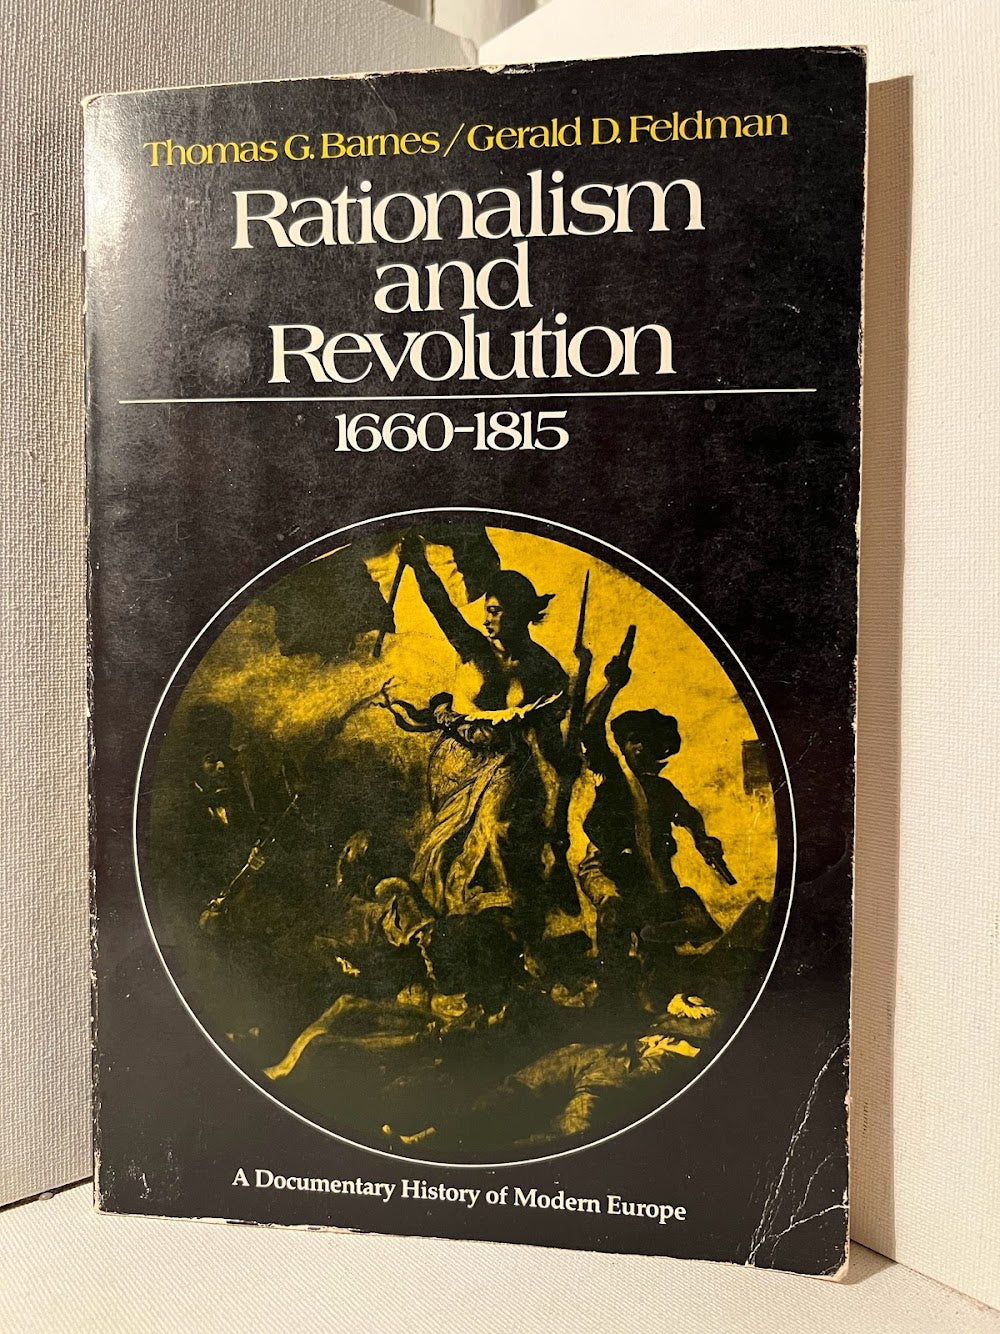 Thomas G. Barnes/Gerald D. Feldman
Rationalism
and
Revolution
1660-1815
A Documentary History of Modern Europe